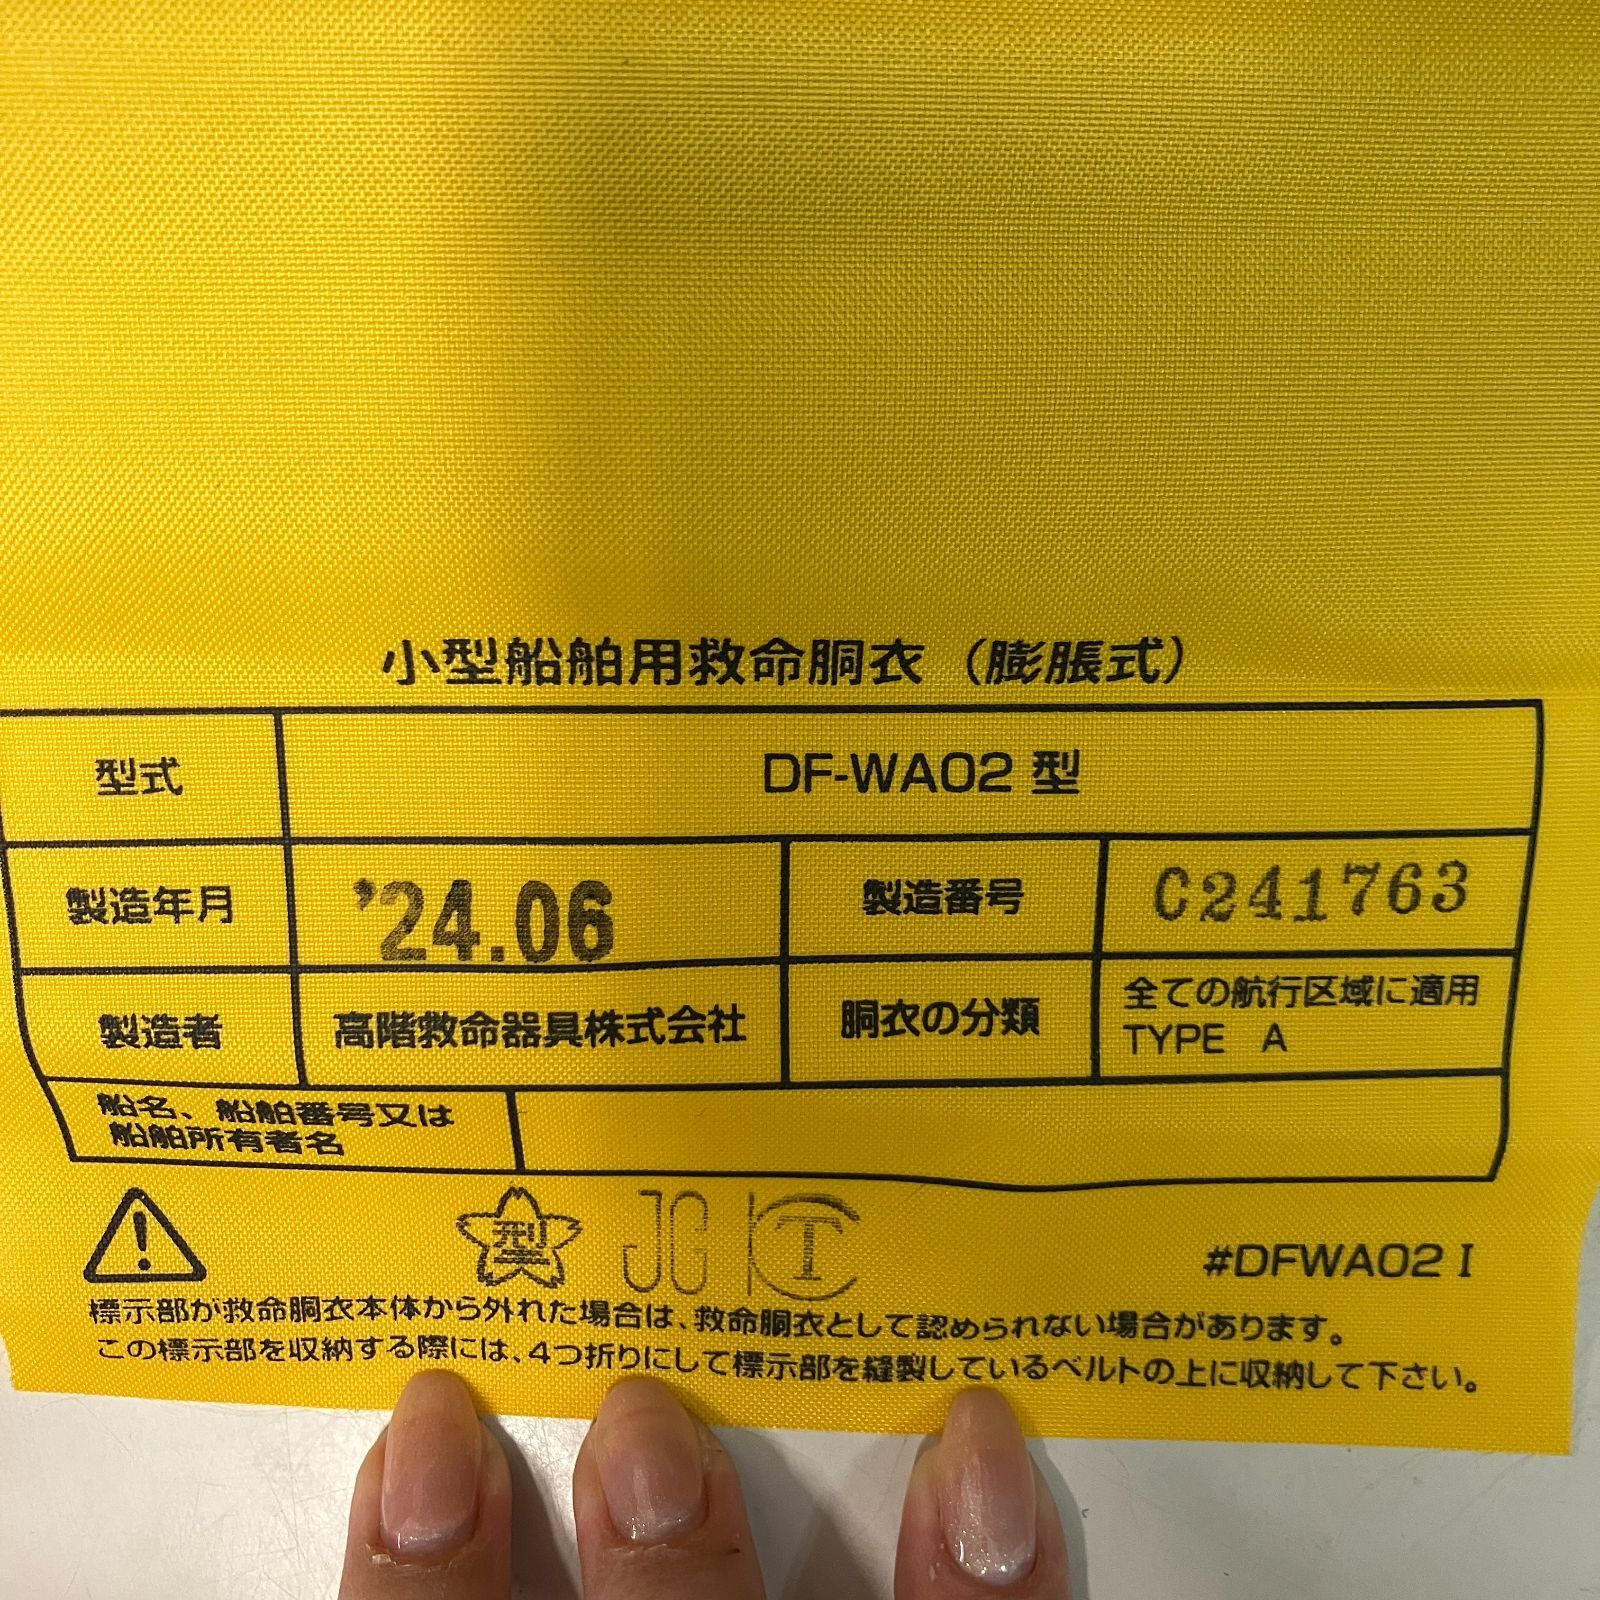 小型船舶用救命胴衣（膨脹式）
型式 DF-WA02 型
製造年月 '24.06 製造番号 C241763
製造者 高階救命器具株式会社 胴衣の分類 全ての航行区域に適用
TYPE A
船名、船舶番号又は
船舶所有者名
型 JG T #DFWA02 I
標示部が救命胴衣本体から外れた場合は、救命胴衣として認められない場合があります。
この標示部を収納する際には、4つ折りにして標示部を縫製しているベルトの上に収納して下さい。